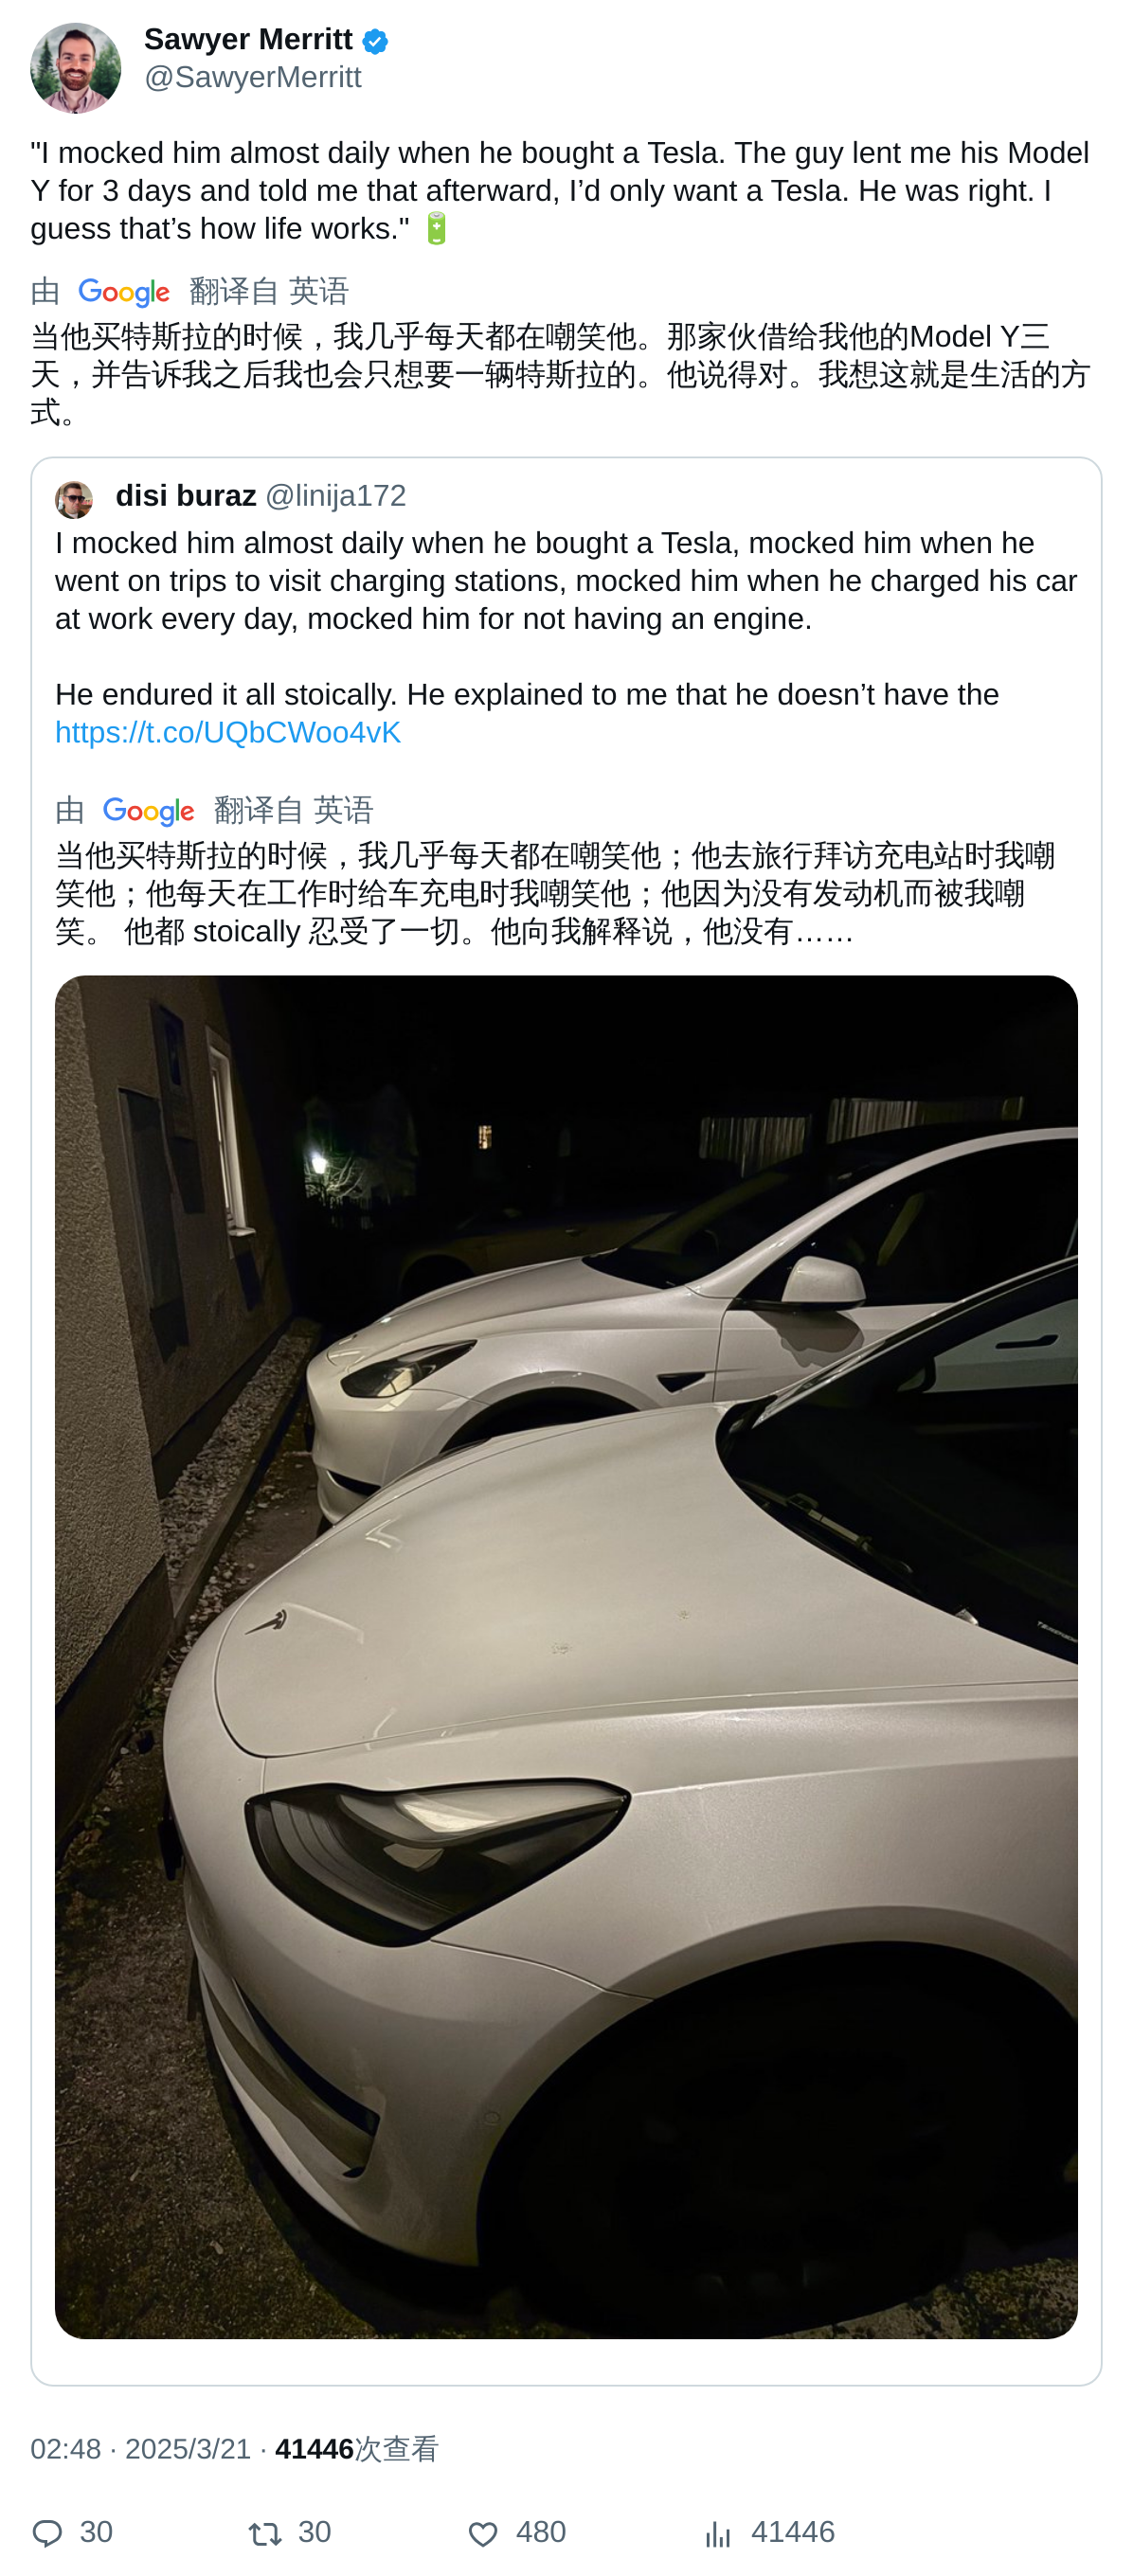 Sawyer Merritt
@SawyerMerritt
"I mocked him almost daily when he bought a Tesla. The guy lent me his Model
Y for 3 days and told me that afterward, I’d only want a Tesla. He was right. I
guess that’s how life works." 🔋
由 Google 翻译自 英语
当他买特斯拉的时候，我几乎每天都在嘲笑他。那家伙借给我他的Model Y三
天，并告诉我之后我也会只想要一辆特斯拉的。他说得对。我想这就是生活的方
式。
disi buraz @linija172
I mocked him almost daily when he bought a Tesla, mocked him when he
went on trips to visit charging stations, mocked him when he charged his car
at work every day, mocked him for not having an engine.
He endured it all stoically. He explained to me that he doesn’t have the
https://t.co/UQbCWoo4vK
由 Google 翻译自 英语
当他买特斯拉的时候，我几乎每天都在嘲笑他；他去旅行拜访充电站时我嘲
笑他；他每天在工作时给车充电时我嘲笑他；他因为没有发动机而被我嘲
笑。 他都 stoically 忍受了一切。他向我解释说，他没有……
02:48 · 2025/3/21 · 41446次查看
30 30 480 41446